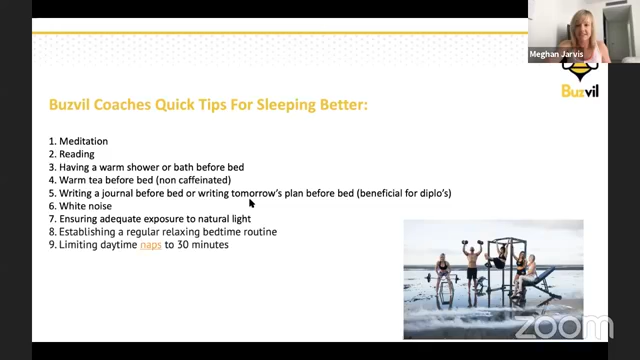 Meghan Jarvis
Buzvil
Buzvil Coaches Quick Tips For Sleeping Better:
1. Meditation
2. Reading
3. Having a warm shower or bath before bed
4. Warm tea before bed (non caffeinated)
5. Writing a journal before bed or writing tomorrow's plan before bed (beneficial for diplo's)
6. White noise
7. Ensuring adequate exposure to natural light
8. Establishing a regular relaxing bedtime routine
9. Limiting daytime naps to 30 minutes
zoom